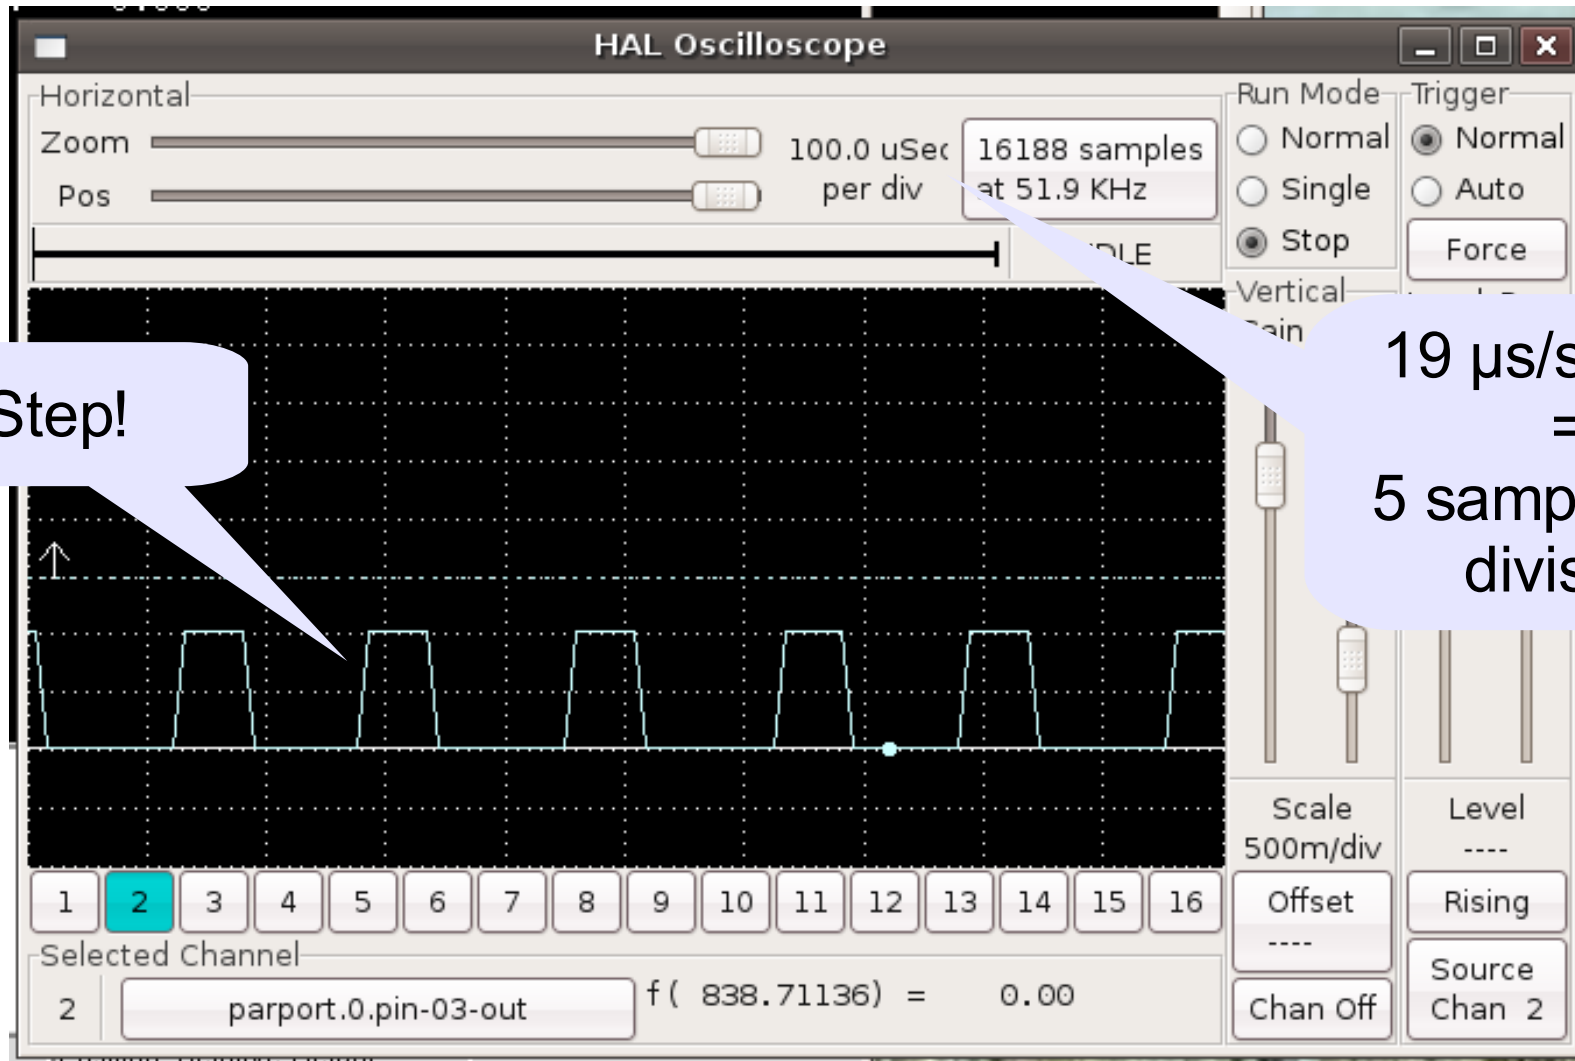 HAL Oscilloscope
Horizontal
Zoom
Pos
100.0 uSec
per div
16188 samples
at 51.9 KHz
Run Mode
Normal
Single
Stop
Trigger
Normal
Auto
Force
Vertical
Step!
19 µs/s
=
5 samp
divis
Scale
500m/div
Level
----
1 2 3 4 5 6 7 8 9 10 11 12 13 14 15 16
Offset
----
Rising
Selected Channel
2 parport.0.pin-03-out f( 838.71136) = 0.00
Chan Off
Source
Chan 2